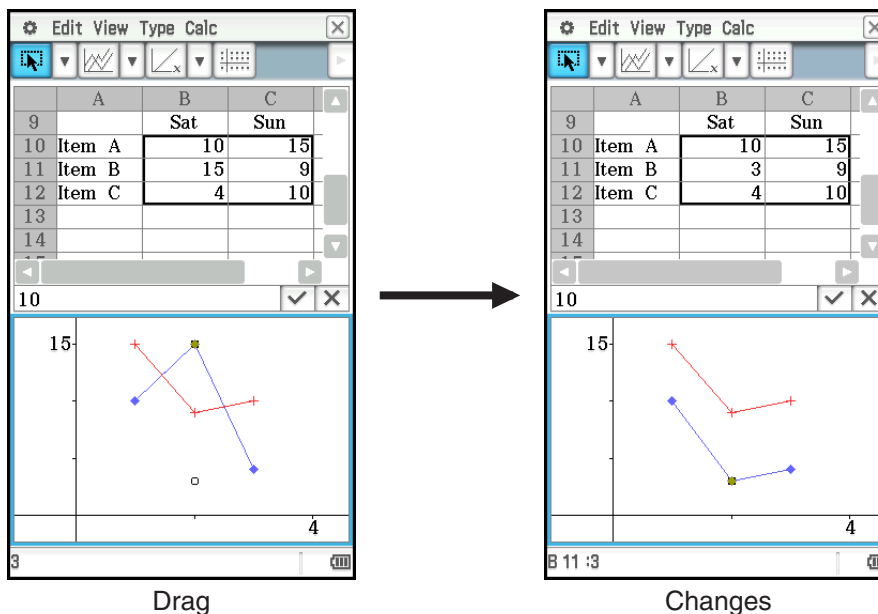 Edit View Type Calc
A B C
9 Sat Sun
10 Item A 10 15
11 Item B 15 9
12 Item C 4 10
13
14
10
15
4
3
Drag
Edit View Type Calc
A B C
9 Sat Sun
10 Item A 10 15
11 Item B 3 9
12 Item C 4 10
13
14
10
15
4
B 11 :3
Changes